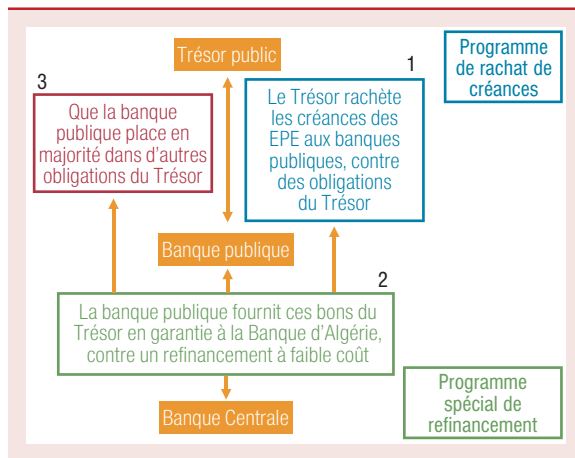 Trésor public
1
Programme
de rachat de
créances
3
Que la banque
publique place en
majorité dans d'autres
obligations du Trésor
Le Trésor rachète
les créances des
EPE aux banques
publiques, contre
des obligations
du Trésor
Banque publique
2
La banque publique fournit ces bons du
Trésor en garantie à la Banque d'Algérie,
contre un refinancement à faible coût
Banque Centrale
Programme
spécial de
refinancement